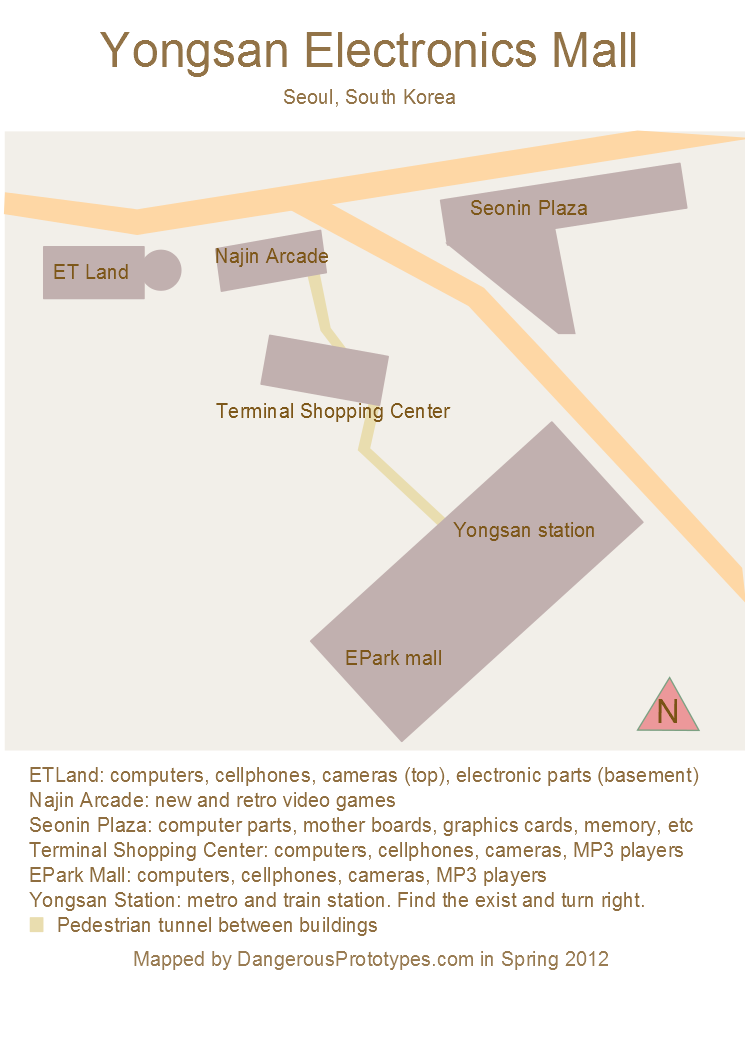 Yongsan Electronics Mall
Seoul, South Korea
Seonin Plaza
Najin Arcade
ET Land
Terminal Shopping Center
Yongsan station
EPark mall
N
ETLand: computers, cellphones, cameras (top), electronic parts (basement)
Najin Arcade: new and retro video games
Seonin Plaza: computer parts, mother boards, graphics cards, memory, etc
Terminal Shopping Center: computers, cellphones, cameras, MP3 players
EPark Mall: computers, cellphones, cameras, MP3 players
Yongsan Station: metro and train station. Find the exist and turn right.
Pedestrian tunnel between buildings
Mapped by DangerousPrototypes.com in Spring 2012